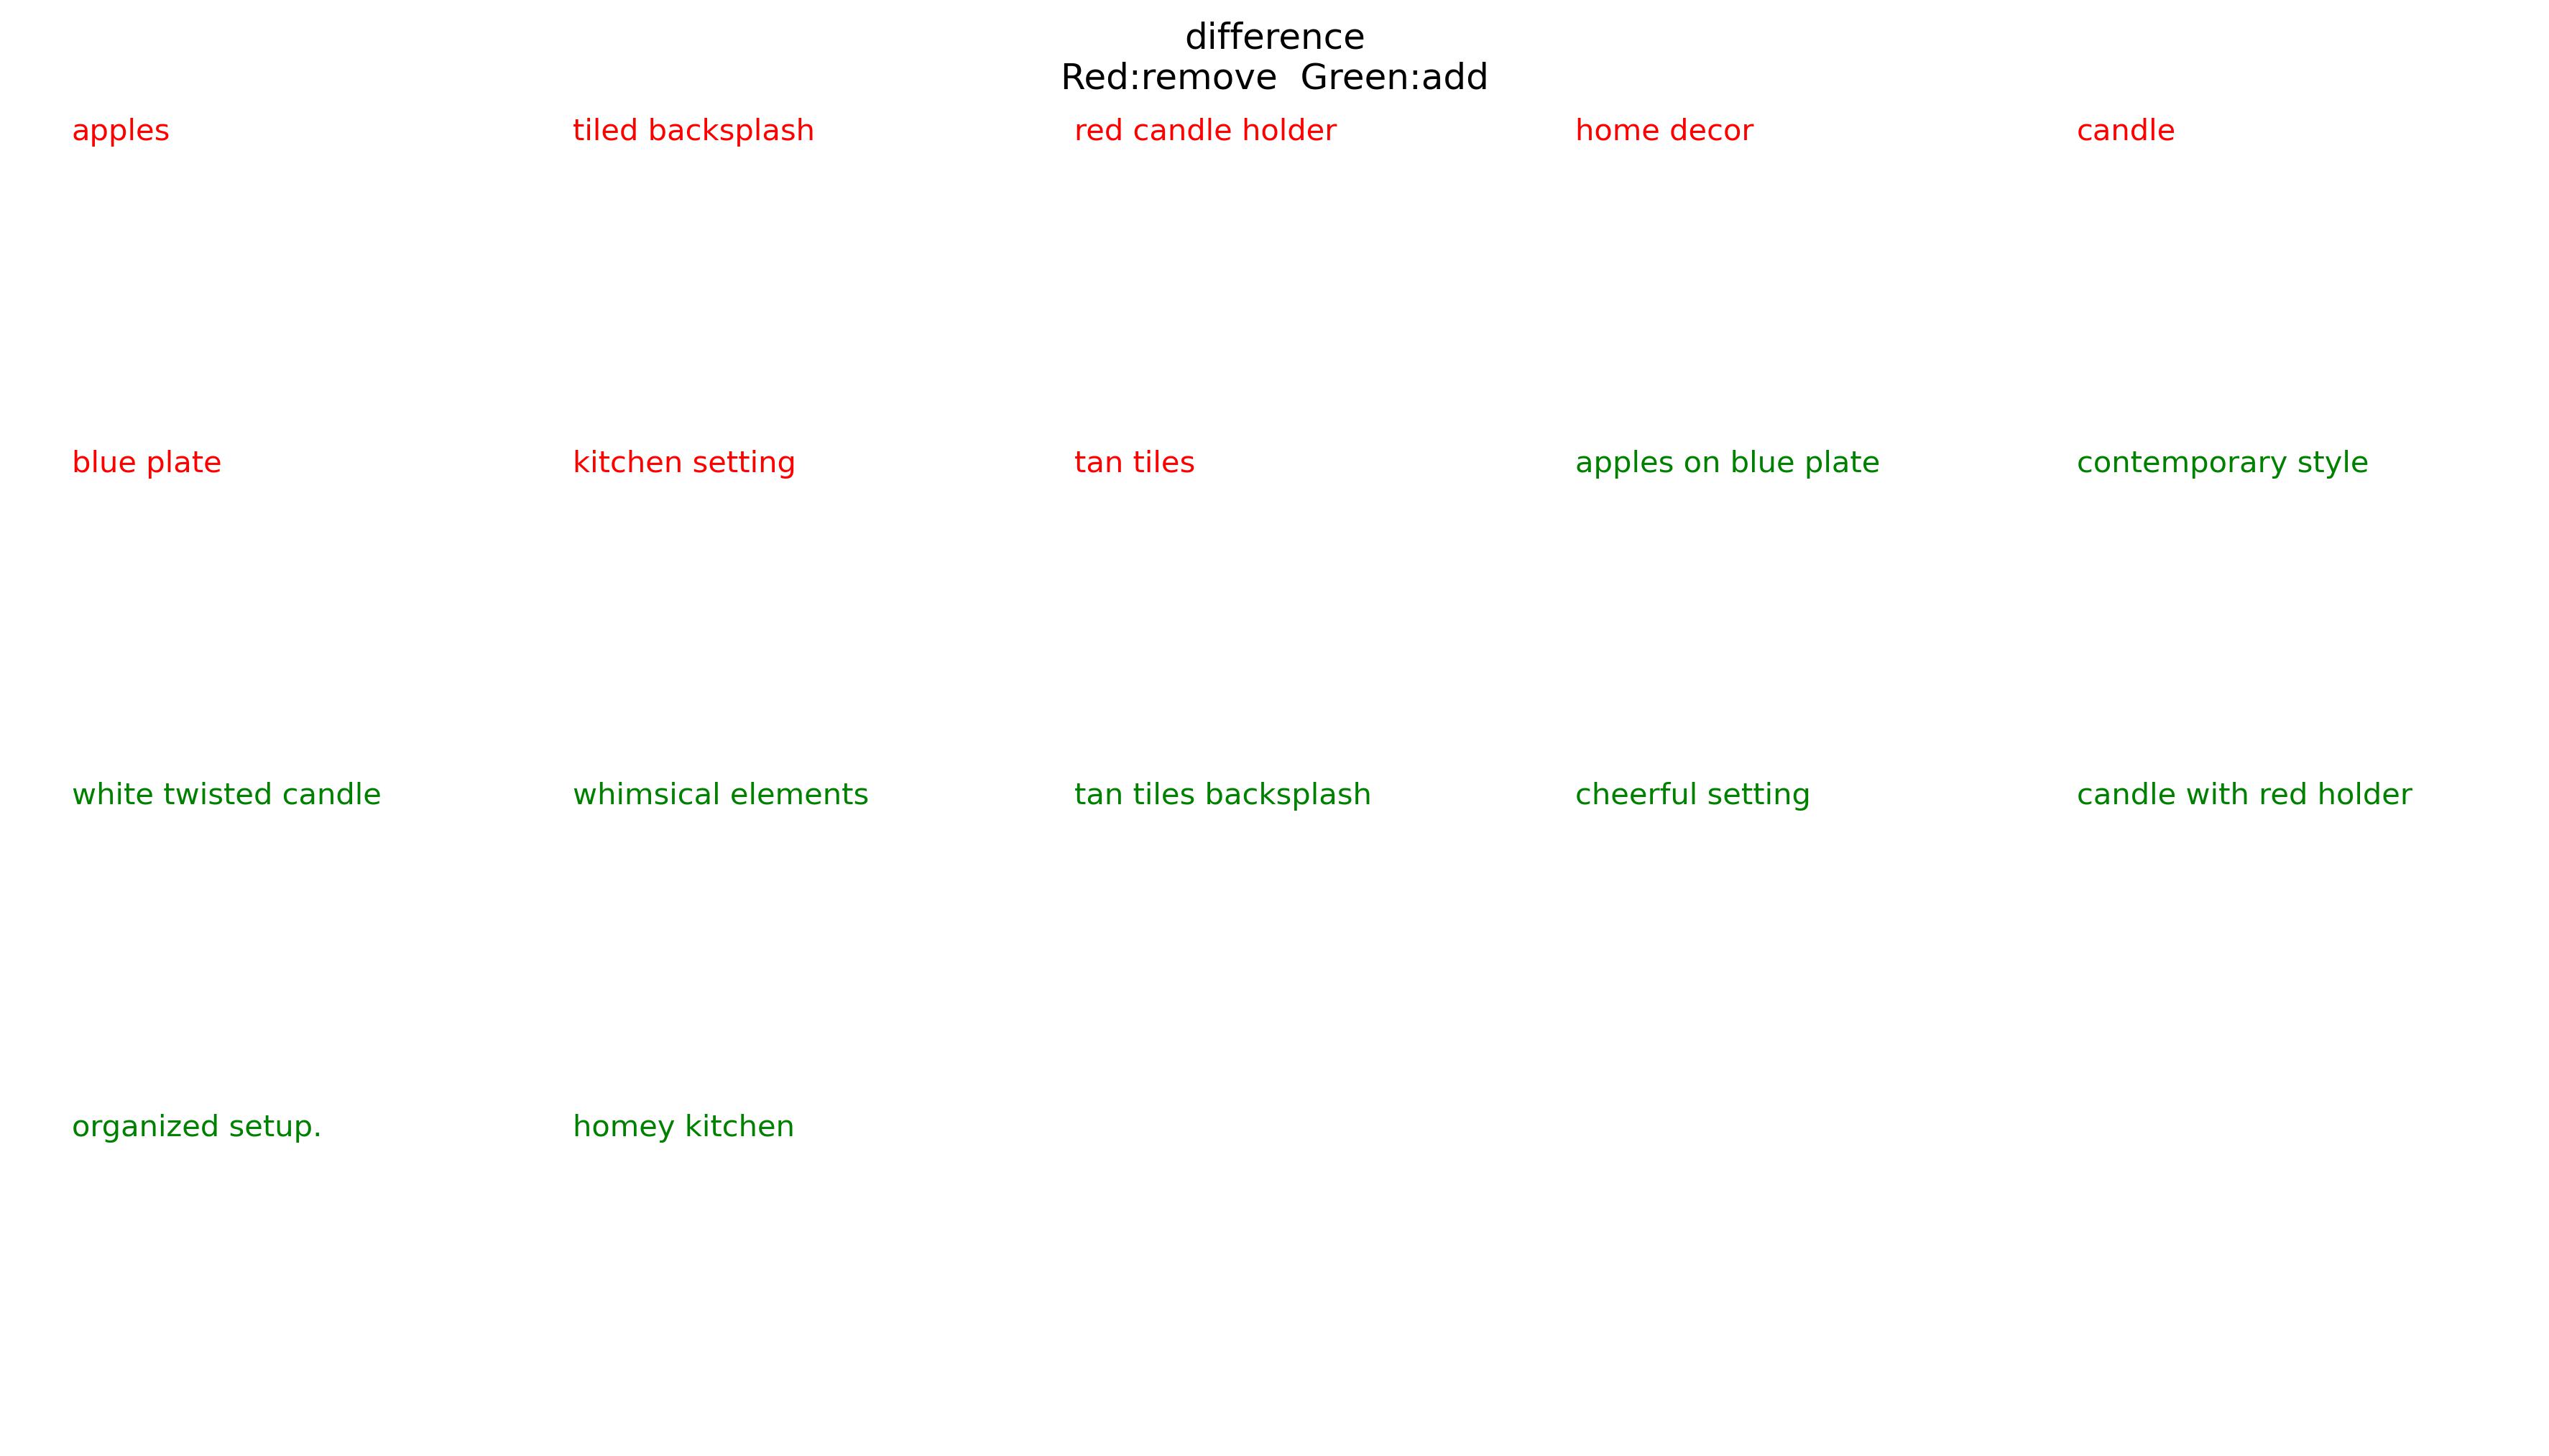 difference
Red:remove  Green:add
apples tiled backsplash red candle holder home decor candle
blue plate kitchen setting tan tiles apples on blue plate contemporary style
white twisted candle whimsical elements tan tiles backsplash cheerful setting candle with red holder
organized setup. homey kitchen